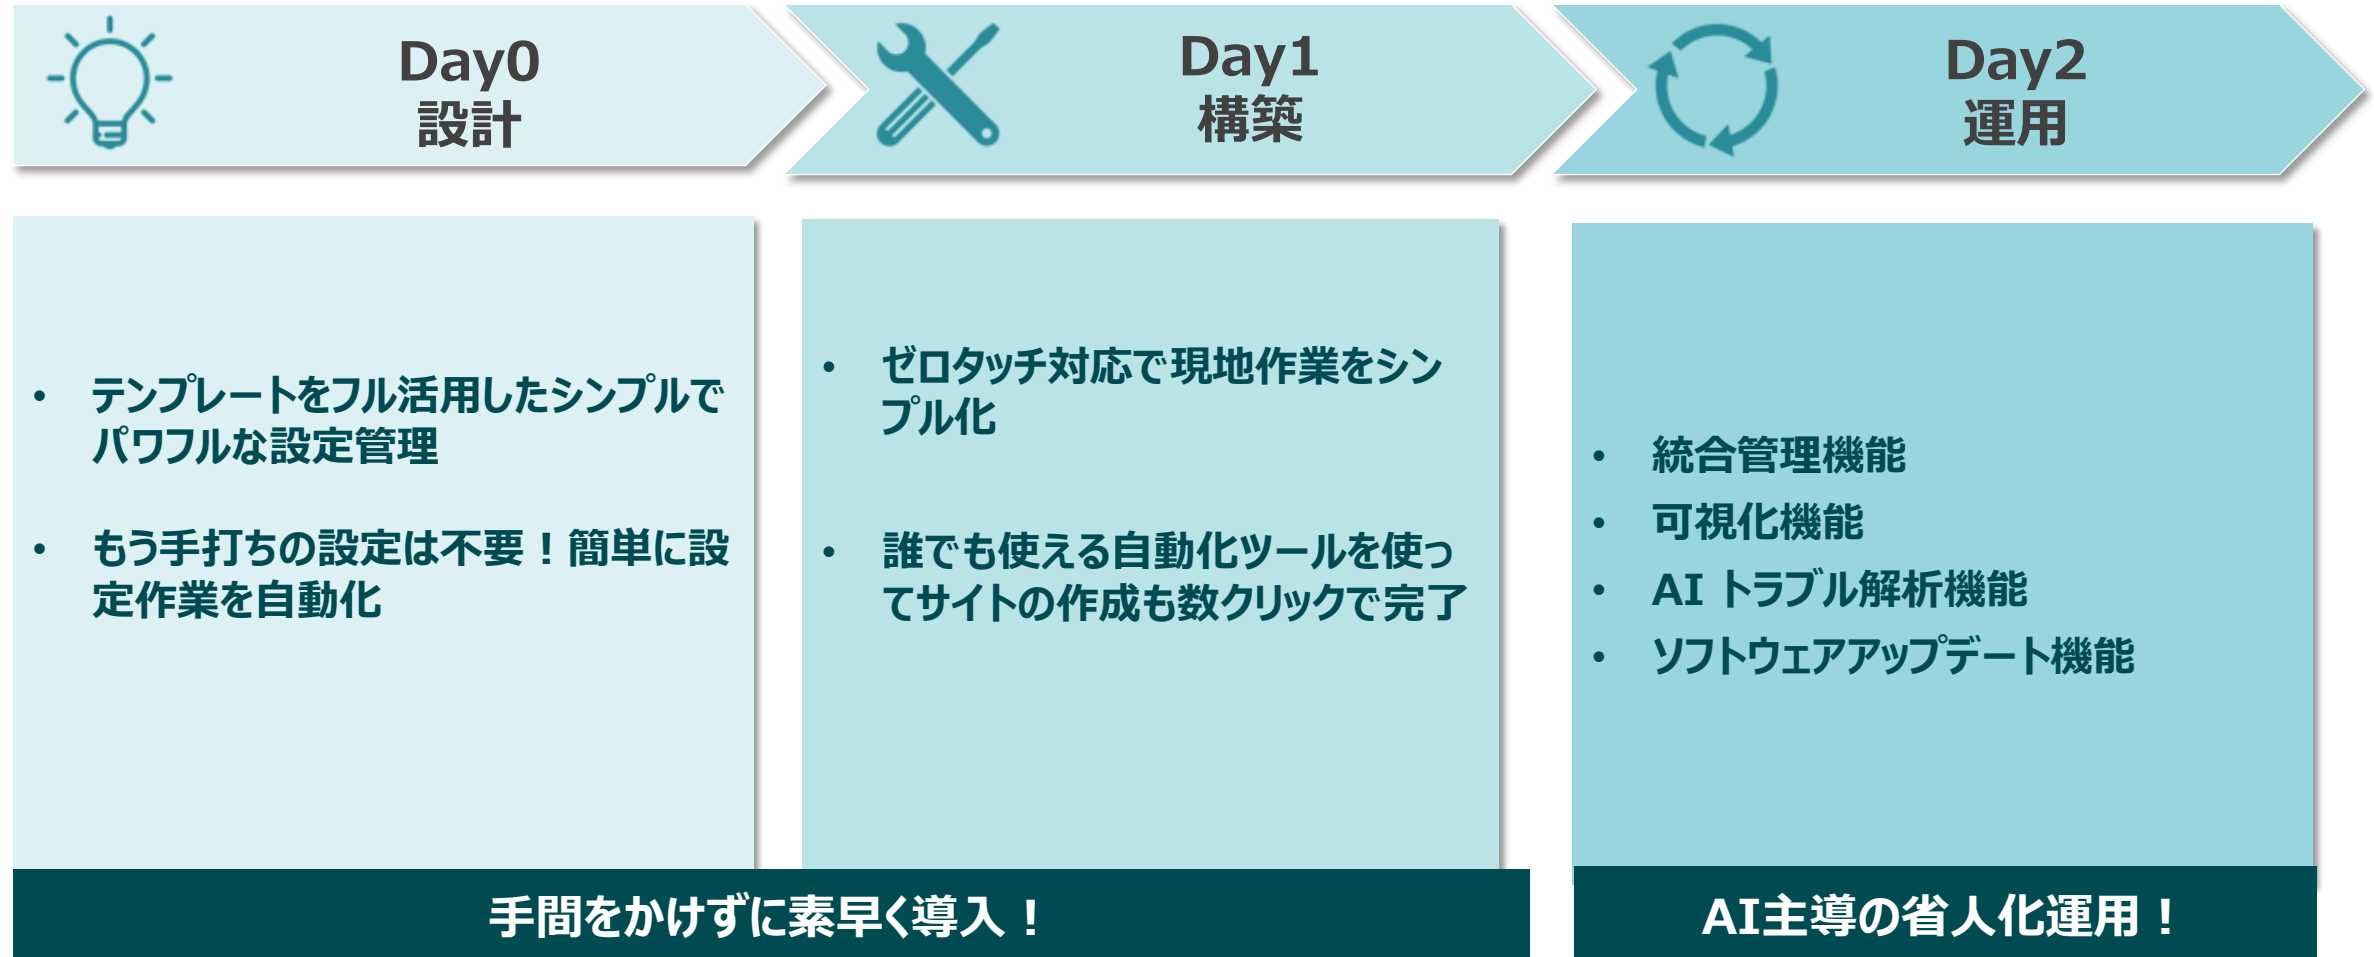 Day0
設計
Day1
構築
Day2
運用
• テンプレートをフル活用したシンプルで
パワフルな設定管理
• もう手打ちの設定は不要！簡単に設
定作業を自動化
• ゼロタッチ対応で現地作業をシン
プル化
• 誰でも使える自動化ツールを使っ
てサイトの作成も数クリックで完了
• 統合管理機能
• 可視化機能
• AI トラブル解析機能
• ソフトウェアアップデート機能
手間をかけずに素早く導入！
AI主導の省人化運用！